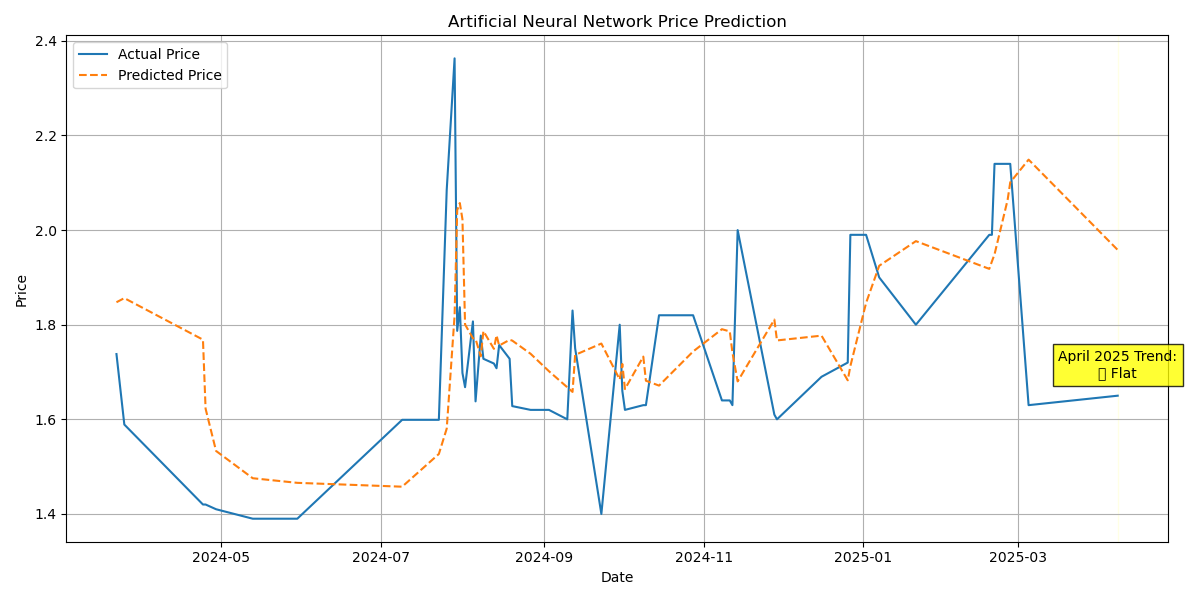 Artificial Neural Network Price Prediction
Actual Price
Predicted Price
2.4
2.2
2.0
1.8
1.6
1.4
Price
April 2025 Trend:
Flat
2024-05
2024-07
2024-09
2024-11
2025-01
2025-03
Date